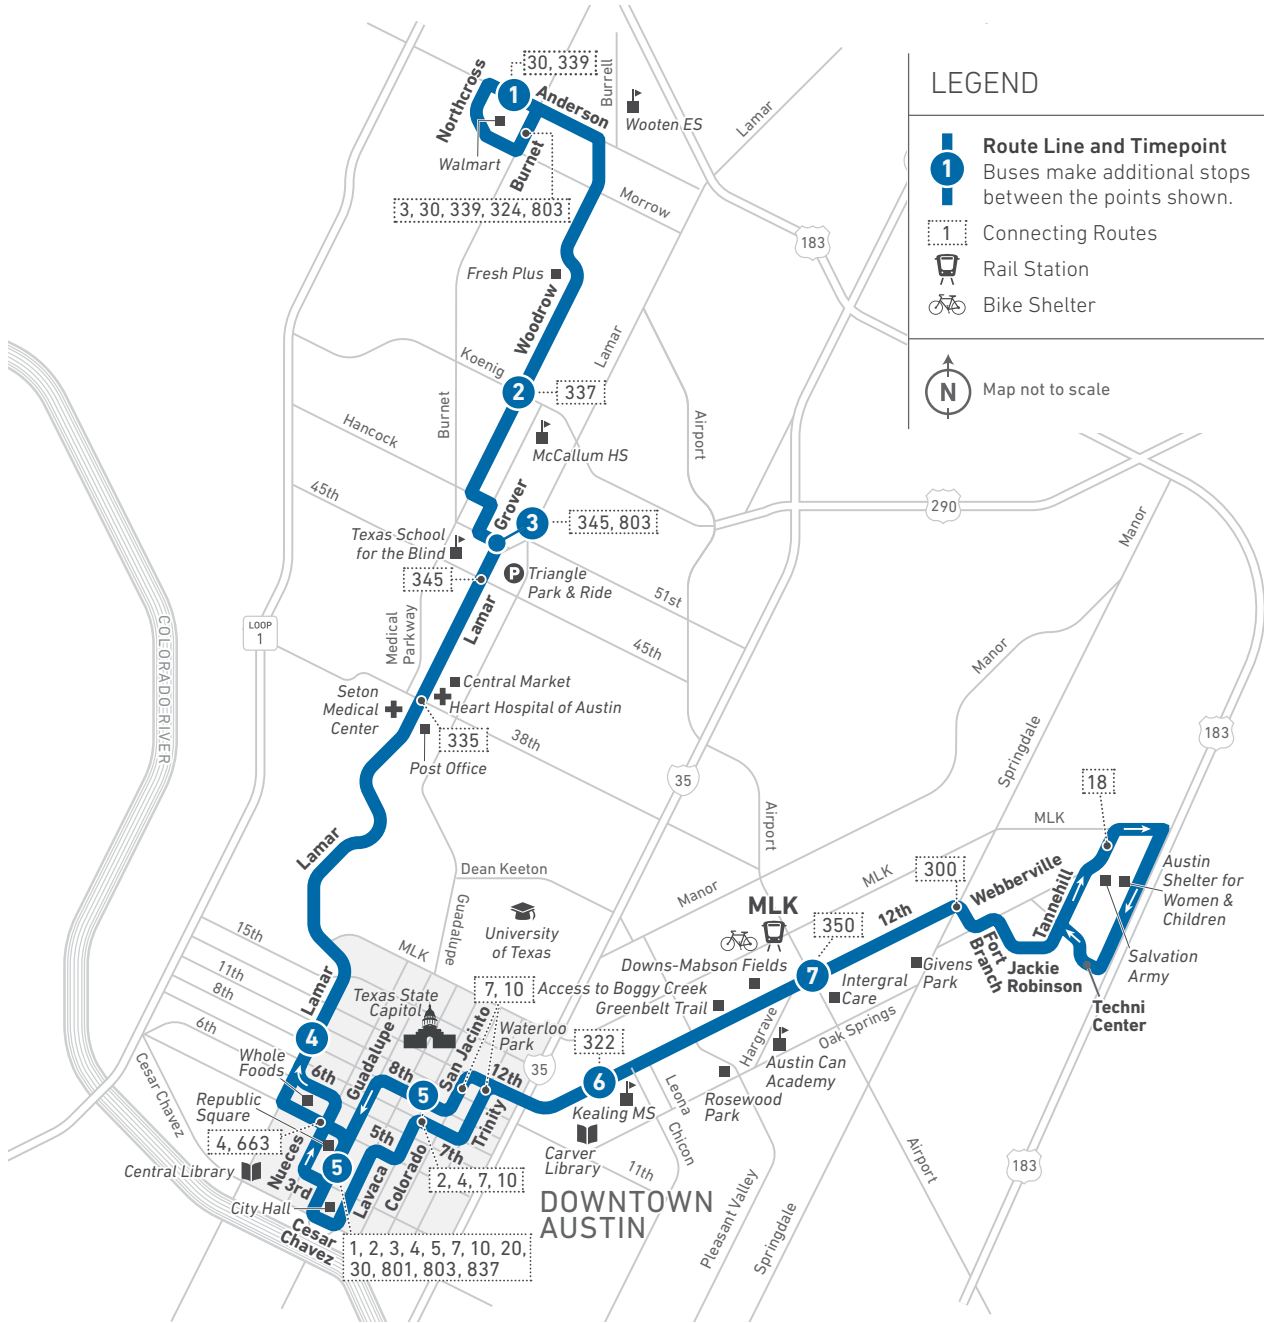 30, 339
1
Northcross
Anderson
Burrell
Wooten ES
Lamar
Walmart
Burnet
3, 30, 339, 324, 803
Morrow
183
LEGEND
1
Route Line and Timepoint
Buses make additional stops
between the points shown.
1
Connecting Routes
Rail Station
Bike Shelter
N
Map not to scale
Fresh Plus
Woodrow
Lamar
Koenig
2
337
Burnet
Hancock
Airport
McCallum HS
45th
Grover
3
345, 803
290
Manor
Texas School
for the Blind
345
P
Triangle
Park & Ride
51st
Lamar
Medical
Parkway
45th
LOOP
1
COLORADO RIVER
Manor
Central Market
Heart Hospital of Austin
Seton
Medical
Center
335
38th
Post Office
Springdale
183
35
18
Airport
MLK
Lamar
Dean Keeton
Guadalupe
Manor
MLK
300
Webberville
Tannehill
Austin
Shelter for
Women &
Children
MLK
12th
350
15th
MLK
University
of Texas
Fort
Branch
Jackie
Robinson
Salvation
Army
11th
8th
Lamar
Downs-Mabson Fields
7
Intergral
Care
Givens
Park
7, 10
Access to Boggy Creek
Greenbelt Trail
Techni
Center
Texas State
Capitol
6th
4
Guadalupe
San Jacinto
Waterloo
Park
322
Hargrave
Oak Springs
Austin Can
Academy
Cesar Chavez
Whole
Foods
6th
8th
5
12th
35
6
Kealing MS
Leona
Rosewood
Park
Republic
Square
5th
Trinity
7th
Chicon
4, 663
Carver
Library
11th
Airport
183
Central Library
Nueces
5
3rd
Lavaca
Colorado
2, 4, 7, 10
City Hall
DOWNTOWN
AUSTIN
Cesar
Chavez
1, 2, 3, 4, 5, 7, 10, 20,
30, 801, 803, 837
Pleasant Valley
Springdale